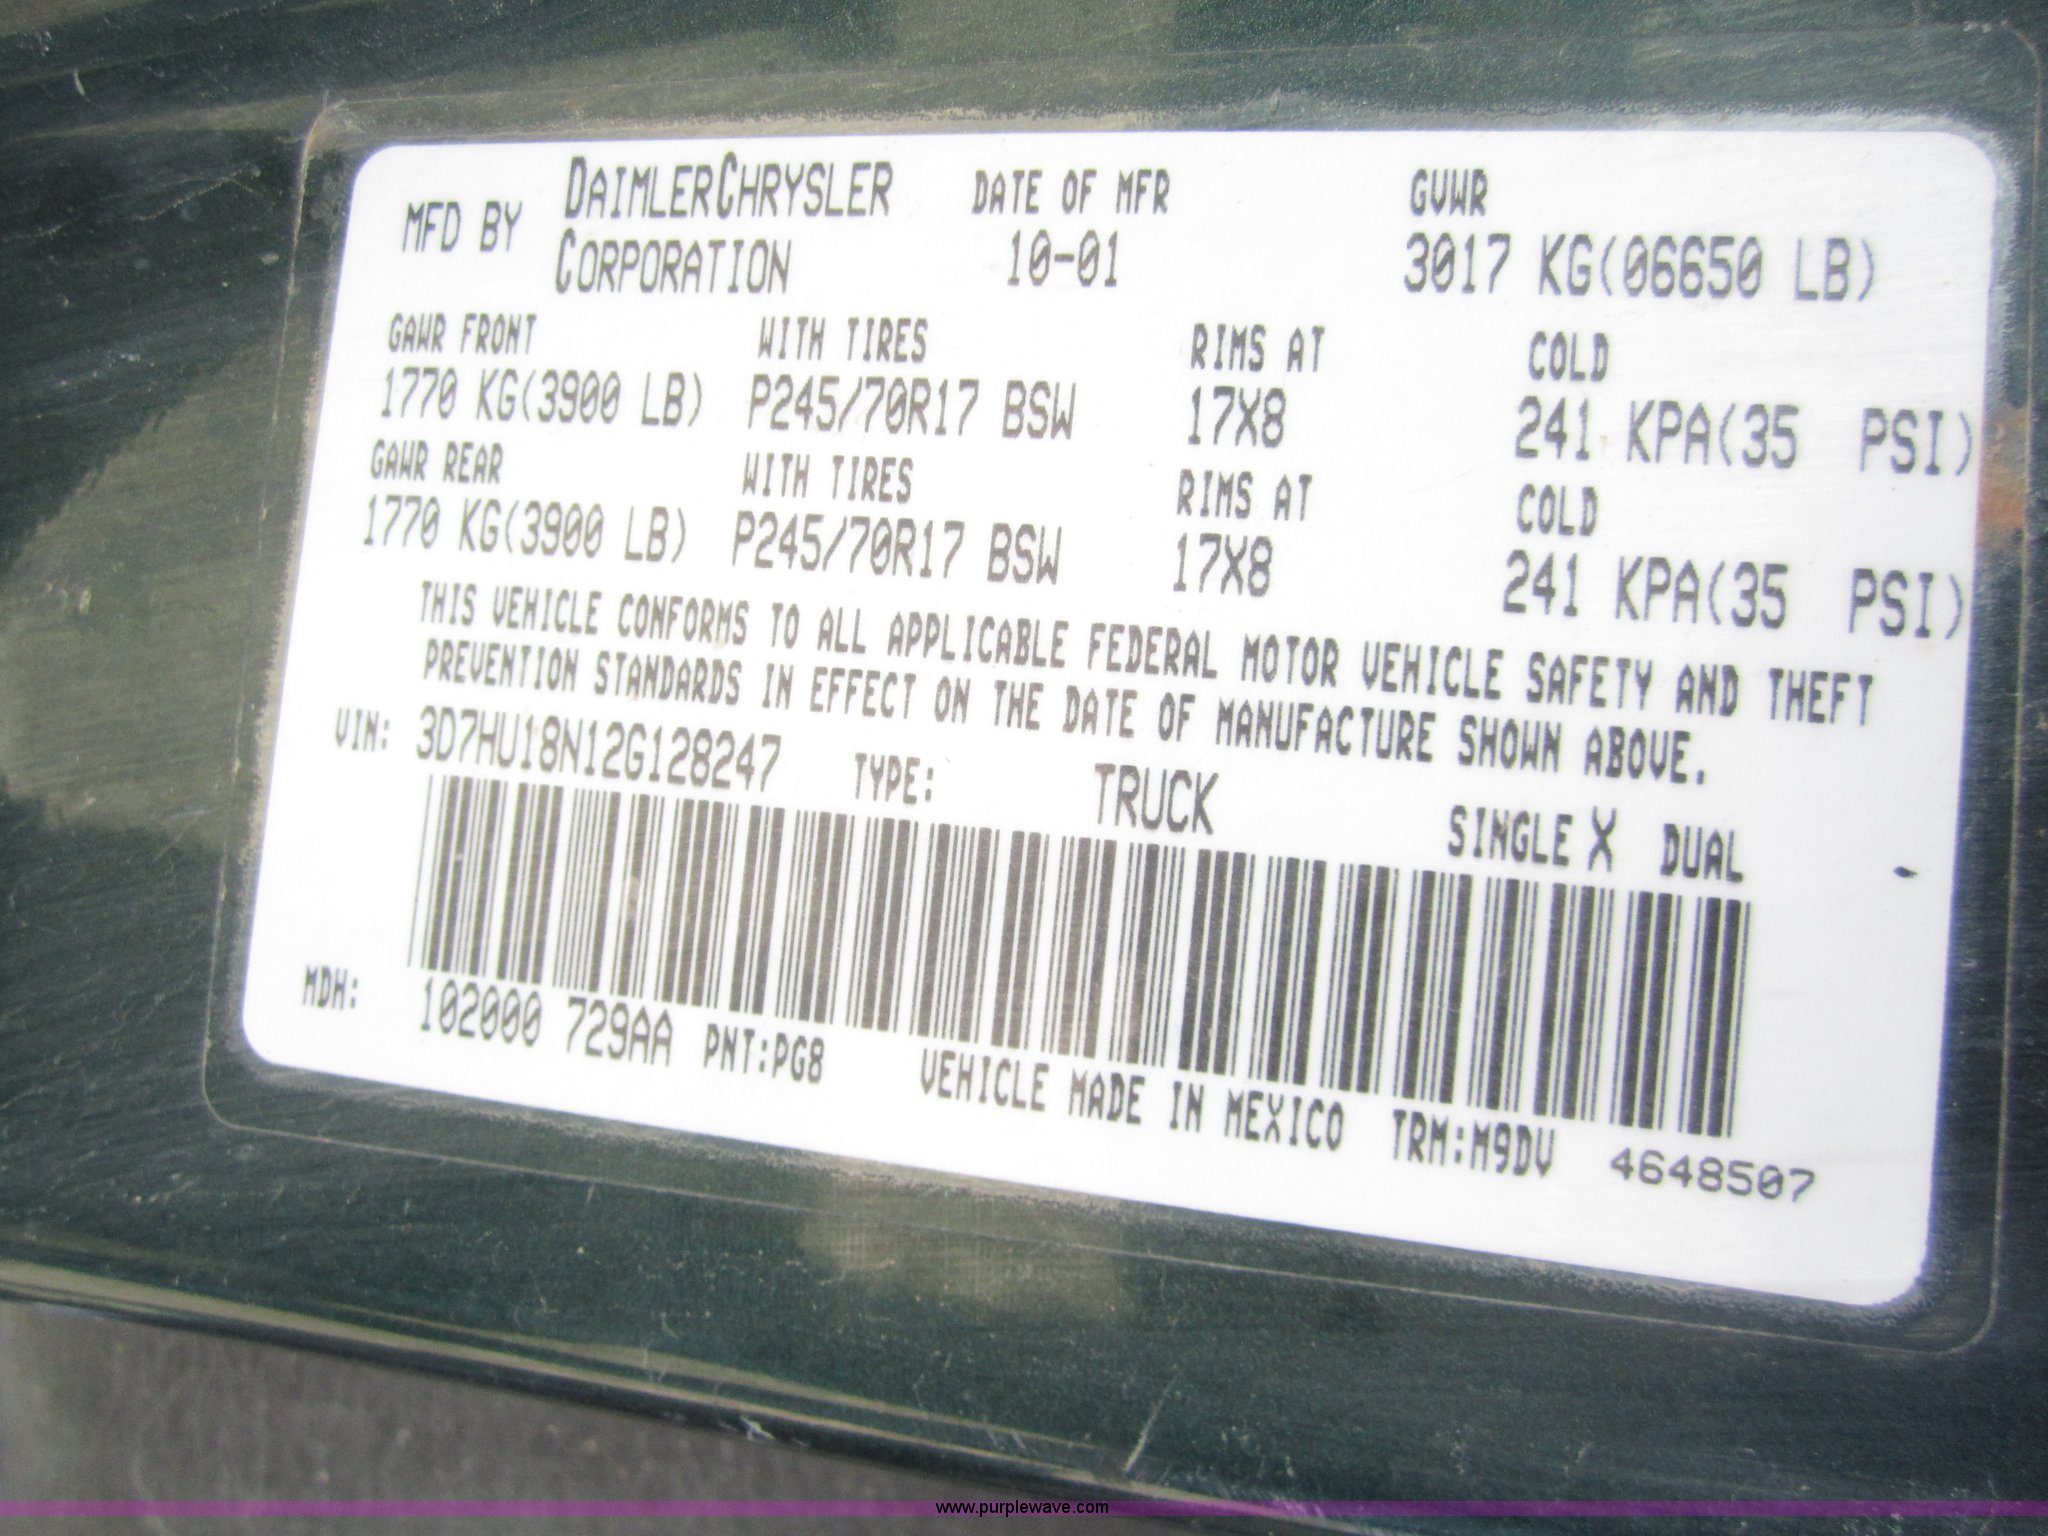 MFD BY DAIMLERCHRYSLER CORPORATION DATE OF MFR 10-01 GVWR 3017 KG(06650 LB)
GAWR FRONT WITH TIRES RIMS AT COLD
1770 KG(3900 LB) P245/70R17 BSW 17X8 241 KPA(35 PSI)
GAWR REAR WITH TIRES RIMS AT COLD
1770 KG(3900 LB) P245/70R17 BSW 17X8 241 KPA(35 PSI)
THIS VEHICLE CONFORMS TO ALL APPLICABLE FEDERAL MOTOR VEHICLE SAFETY AND THEFT
PREVENTION STANDARDS IN EFFECT ON THE DATE OF MANUFACTURE SHOWN ABOVE.
VIN: 3D7HU18N12G128247 TYPE: TRUCK SINGLE X DUAL
MDH: 102000 729AA PNT:PG8 VEHICLE MADE IN MEXICO TRM:M9DV 4648507
www.purplewave.com